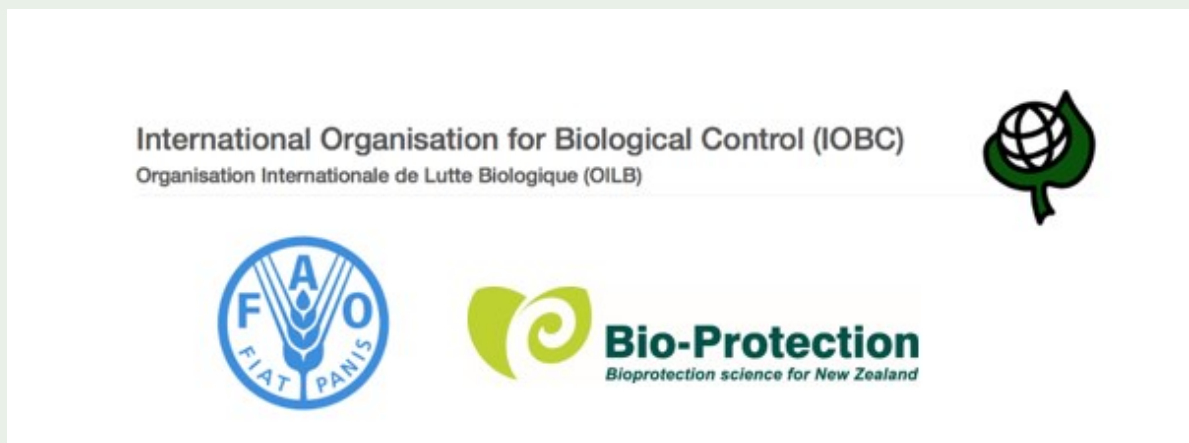 International Organisation for Biological Control (IOBC)
Organisation Internationale de Lutte Biologique (OILB)
FAO
FIAT PANIS
Bio-Protection
Bioprotection science for New Zealand